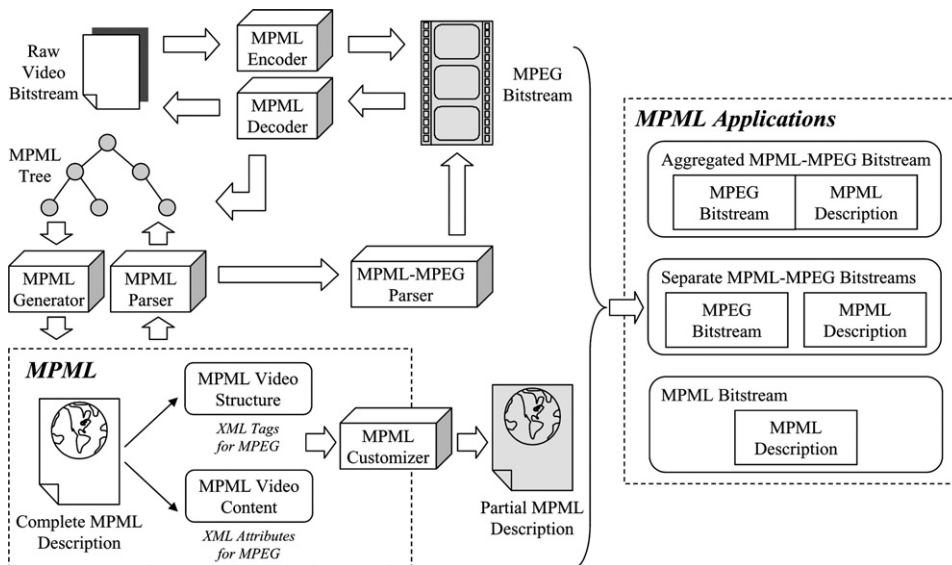 Raw
Video
Bitstream
MPML
Encoder
MPML
Decoder
MPEG
Bitstream
MPML
Tree
MPML
Generator
MPML
Parser
MPML-MPEG
Parser
MPML
Complete MPML
Description
MPML Video
Structure
XML Tags
for MPEG
MPML Video
Content
XML Attributes
for MPEG
MPML
Customizer
Partial MPML
Description
MPML Applications
Aggregated MPML-MPEG Bitstream
MPEG
Bitstream
MPML
Description
Separate MPML-MPEG Bitstreams
MPEG
Bitstream
MPML
Description
MPML Bitstream
MPML
Description